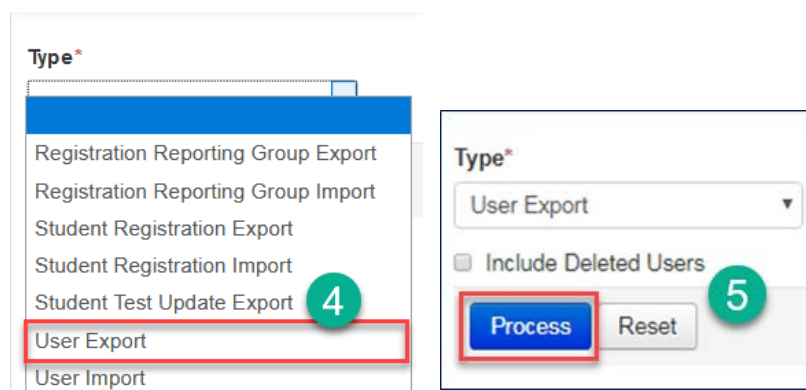 Type*
Registration Reporting Group Export
Registration Reporting Group Import
Student Registration Export
Student Registration Import
Student Test Update Export
4
User Export
User Import
Type*
User Export
Include Deleted Users
5
Process Reset